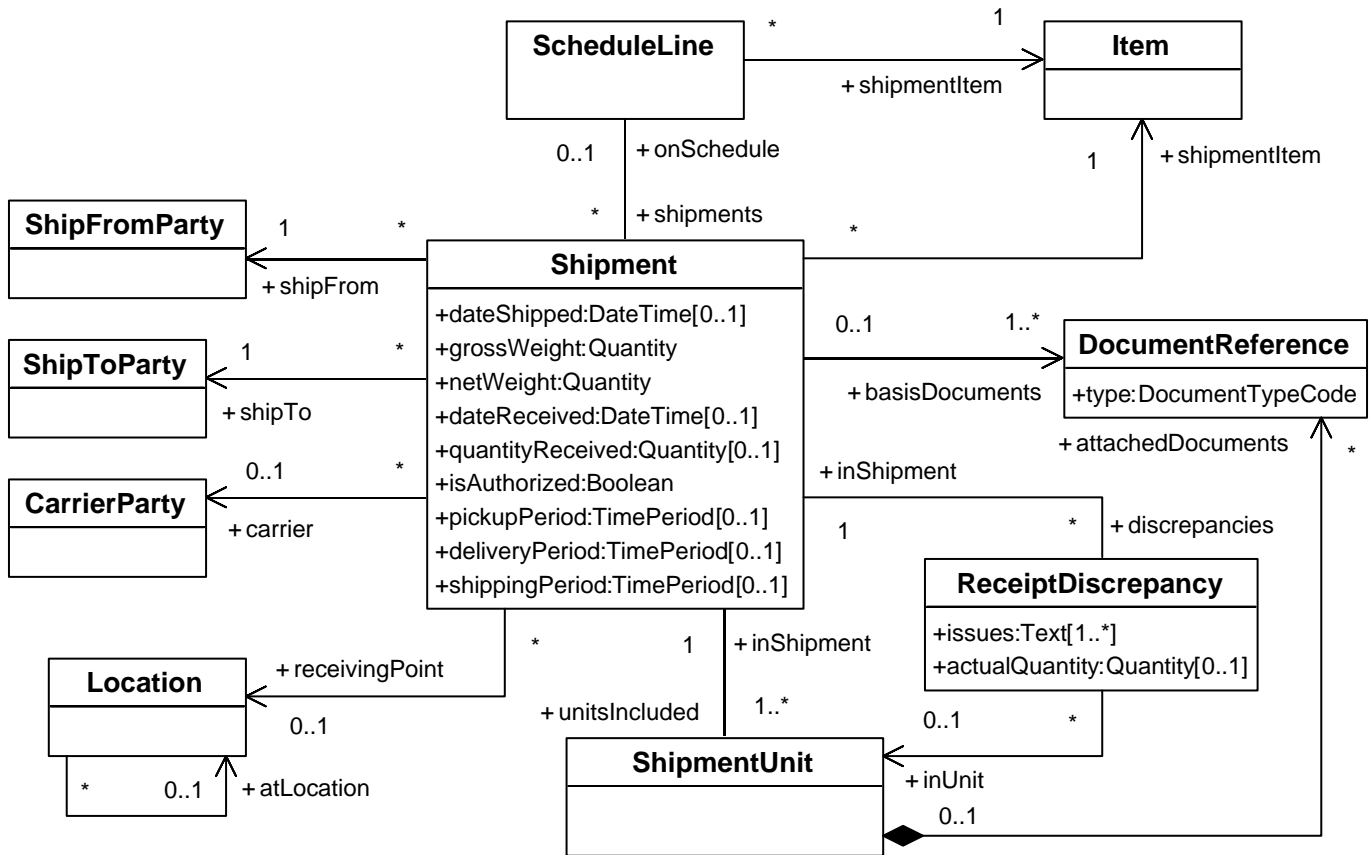 ScheduleLine
*
1
+ shipmentItem
Item
0..1
+ onSchedule
1
+ shipmentItem
*
+ shipments
*
ShipFromParty
1
*
+ shipFrom
Shipment
+dateShipped:DateTime[0..1]
+grossWeight:Quantity
+netWeight:Quantity
+dateReceived:DateTime[0..1]
+quantityReceived:Quantity[0..1]
+isAuthorized:Boolean
+pickupPeriod:TimePeriod[0..1]
+deliveryPeriod:TimePeriod[0..1]
+shippingPeriod:TimePeriod[0..1]
0..1
1..*
+ basisDocuments
DocumentReference
+type:DocumentTypeCode
+ attachedDocuments
*
ShipToParty
1
*
+ shipTo
CarrierParty
0..1
*
+ carrier
+ inShipment
1
*
+ discrepancies
ReceiptDiscrepancy
+issues:Text[1..*]
+actualQuantity:Quantity[0..1]
Location
+ receivingPoint
*
0..1
*
0..1
+ atLocation
1
+ inShipment
+ unitsIncluded
1..*
ShipmentUnit
0..1
*
+ inUnit
0..1